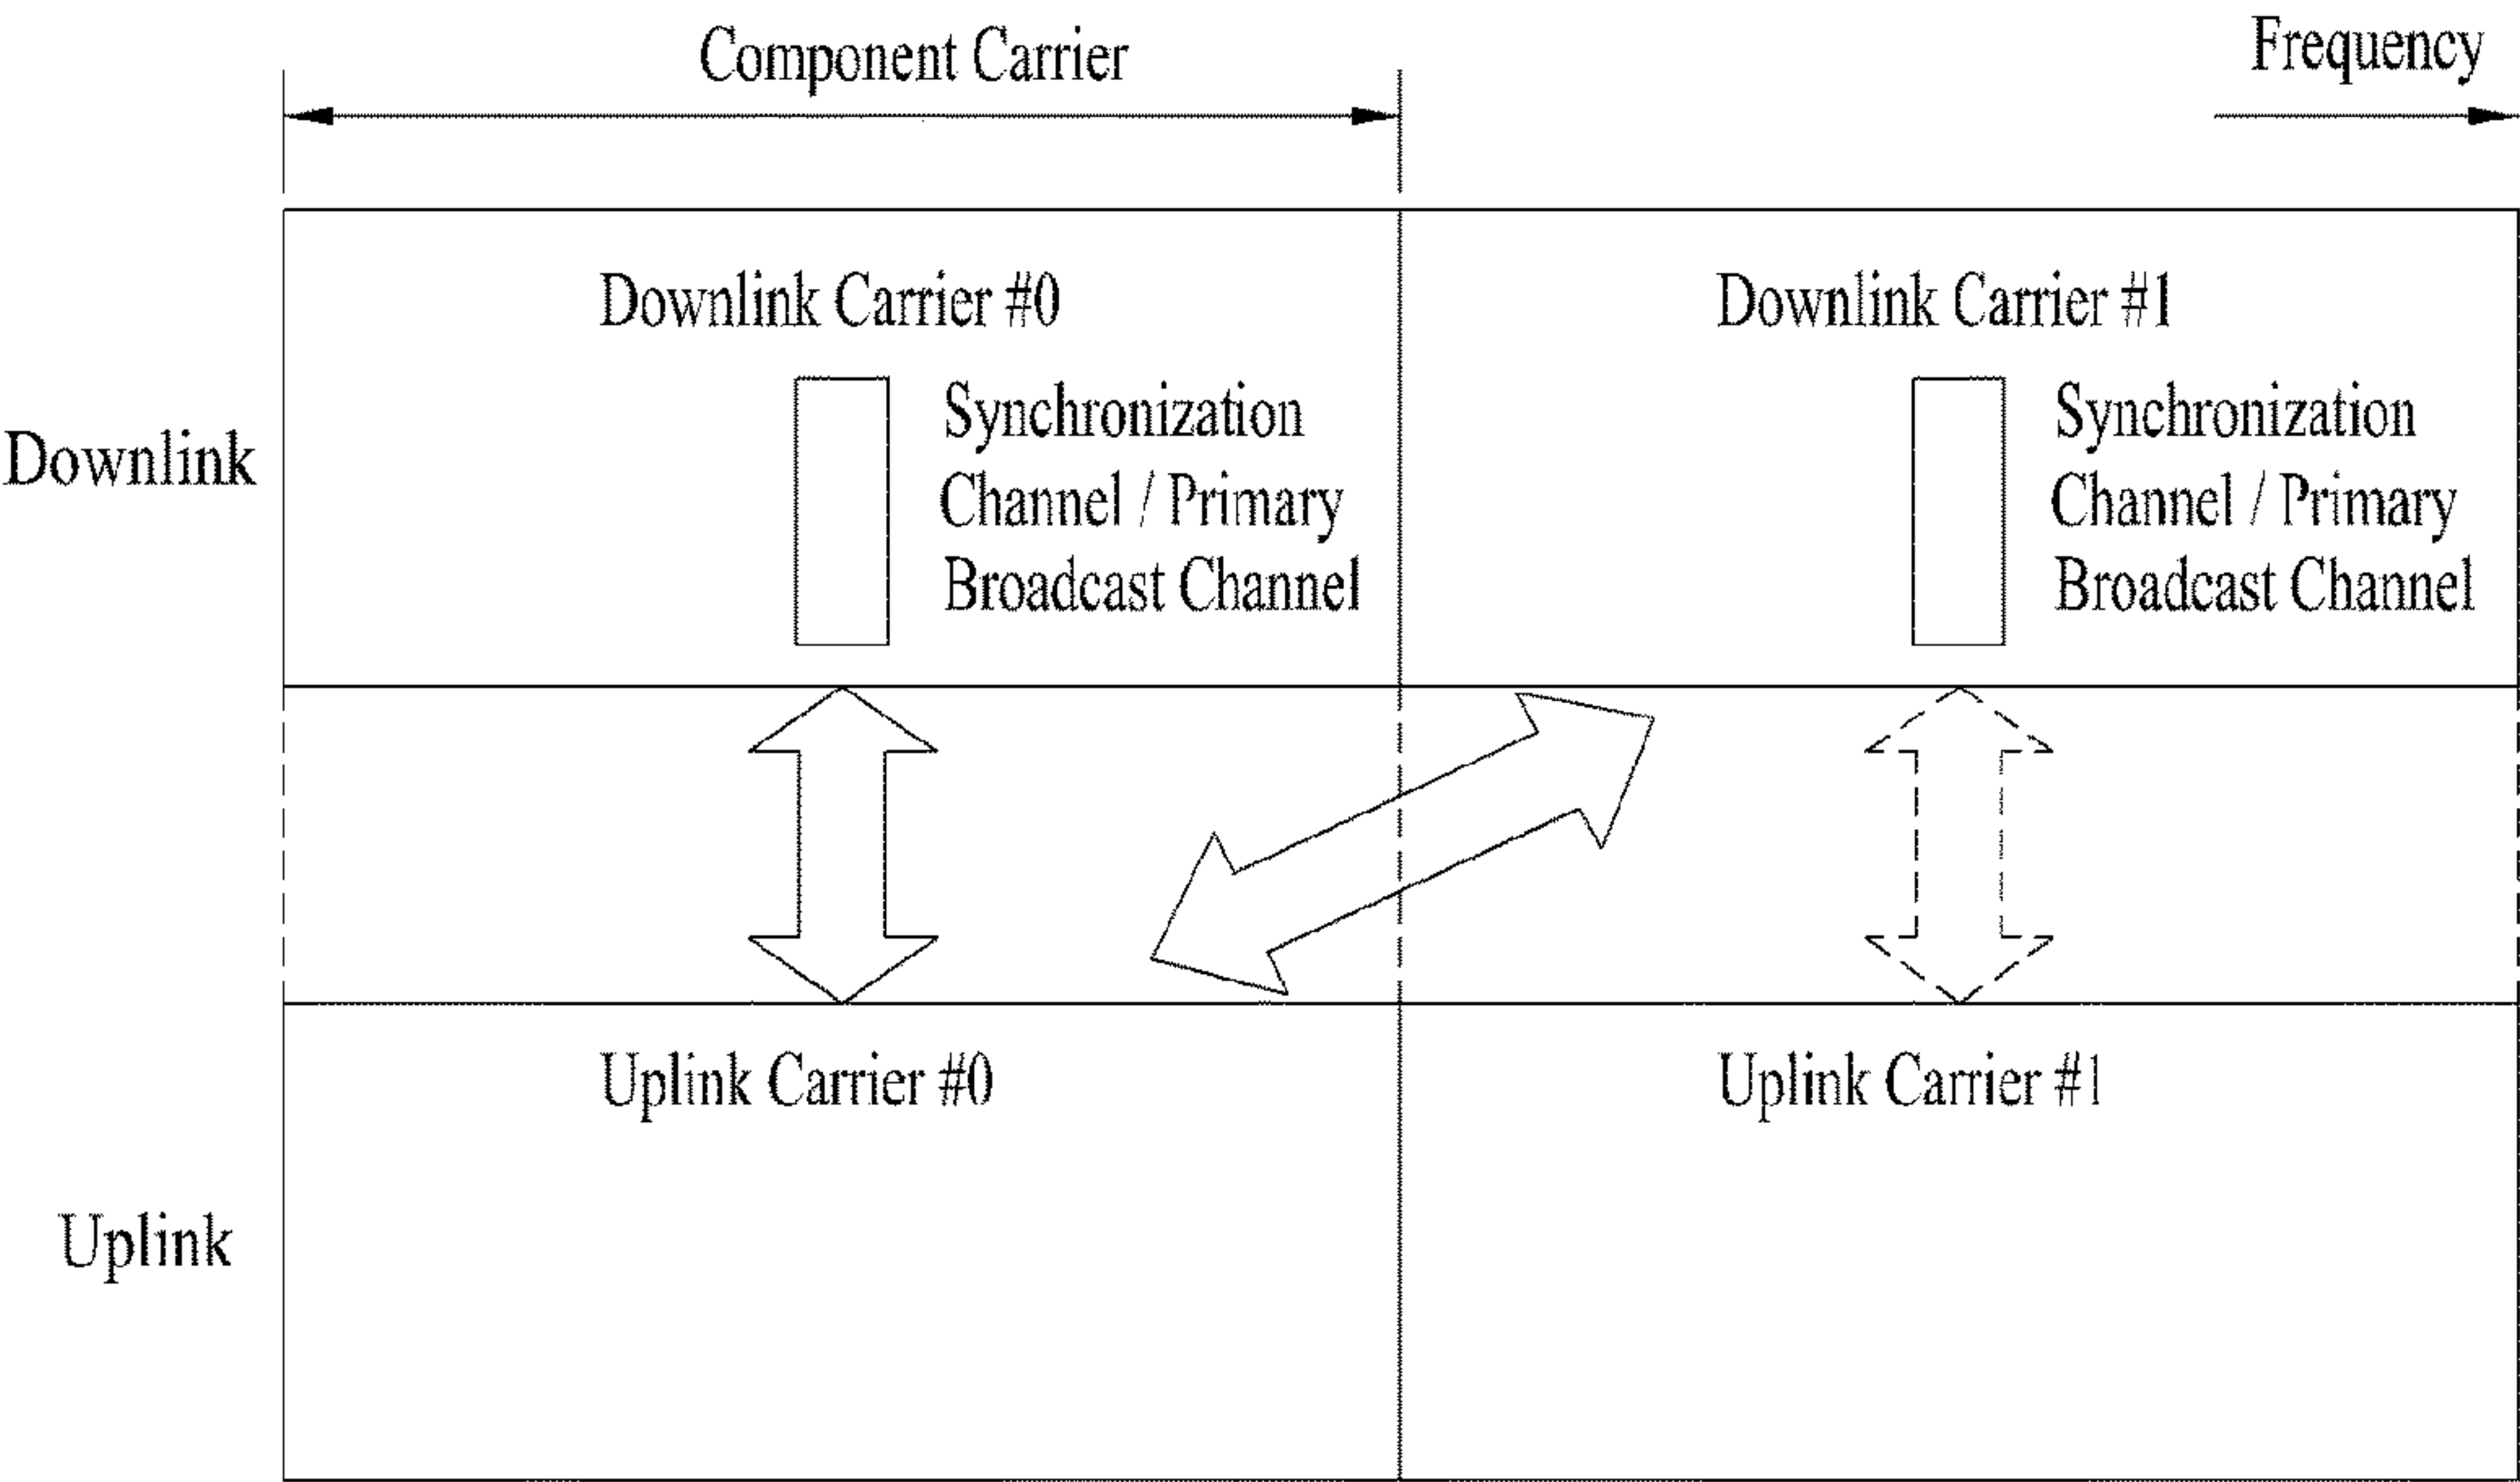 Component Carrier
Frequency
Downlink Carrier #0
Downlink Carrier #1
Downlink
Synchronization
Channel / Primary
Broadcast Channel
Synchronization
Channel / Primary
Broadcast Channel
Uplink Carrier #0
Uplink Carrier #1
Uplink